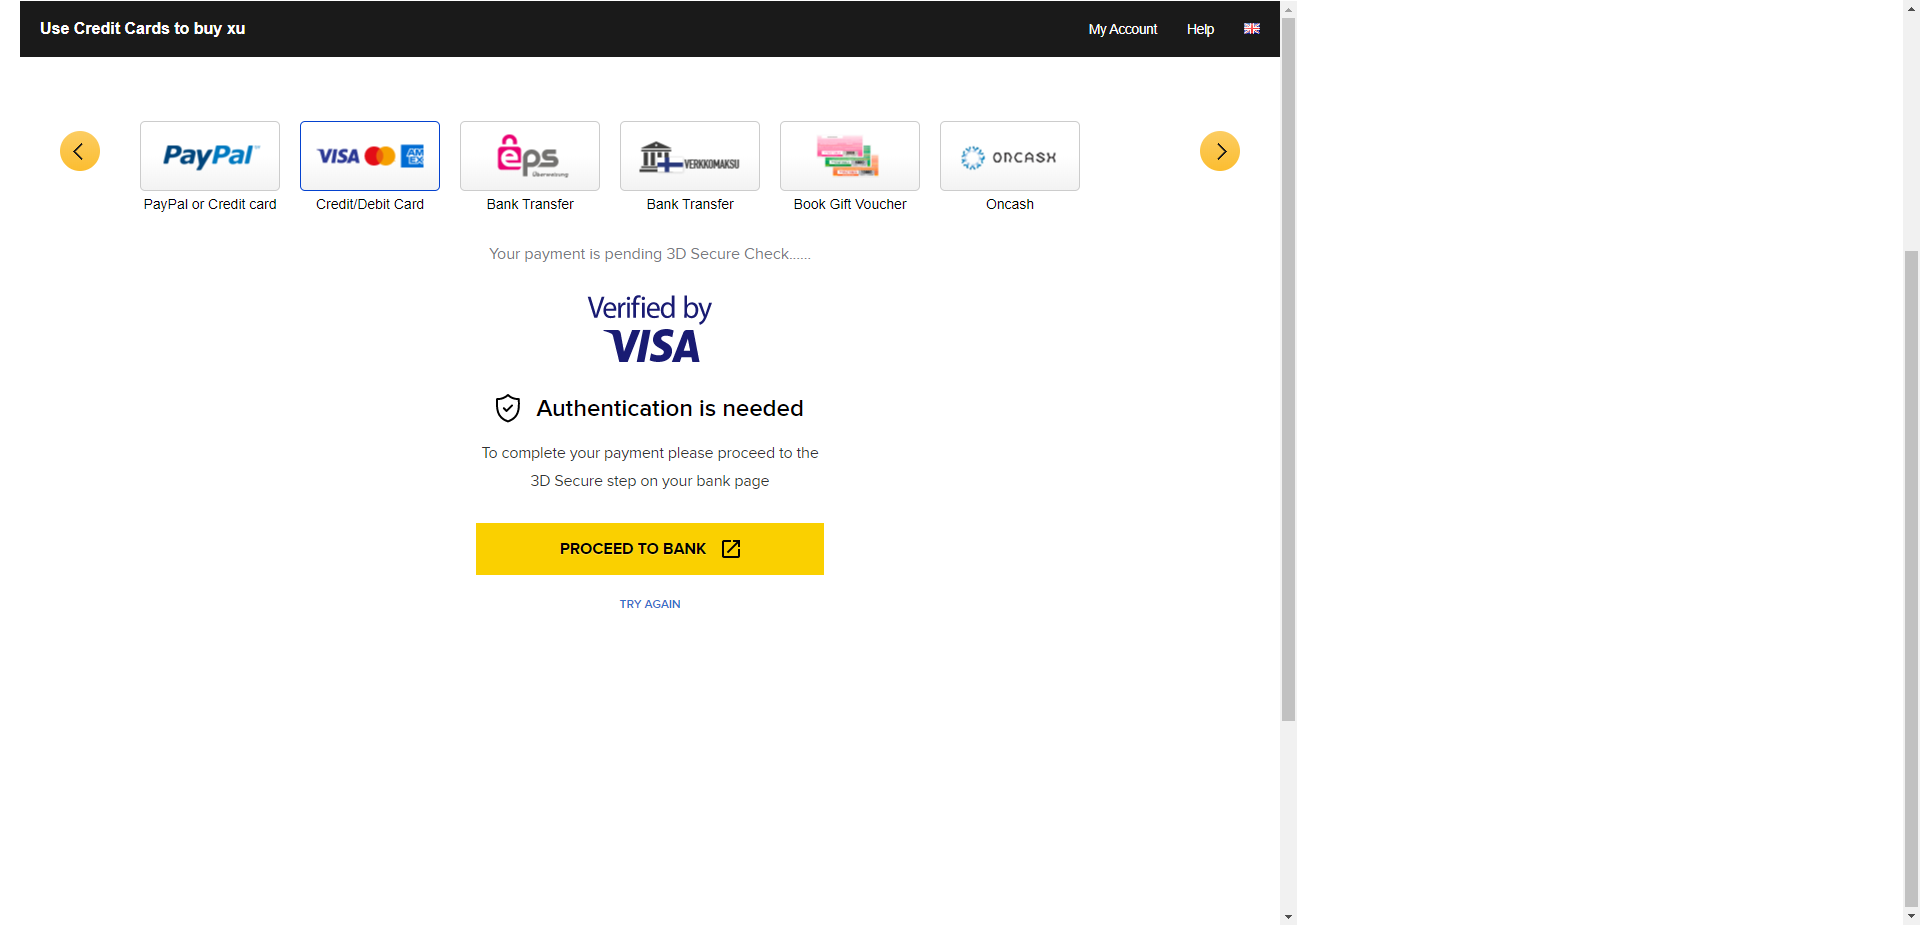 Use Credit Cards to buy xu
My Account
Help
PayPal™
VISA
AMEX
eps
Überweisung
VERKKOMAKSU
ONCASH
PayPal or Credit card
Credit/Debit Card
Bank Transfer
Bank Transfer
Book Gift Voucher
Oncash
Your payment is pending 3D Secure Check......
Verified by
VISA
Authentication is needed
To complete your payment please proceed to the
3D Secure step on your bank page
PROCEED TO BANK
TRY AGAIN